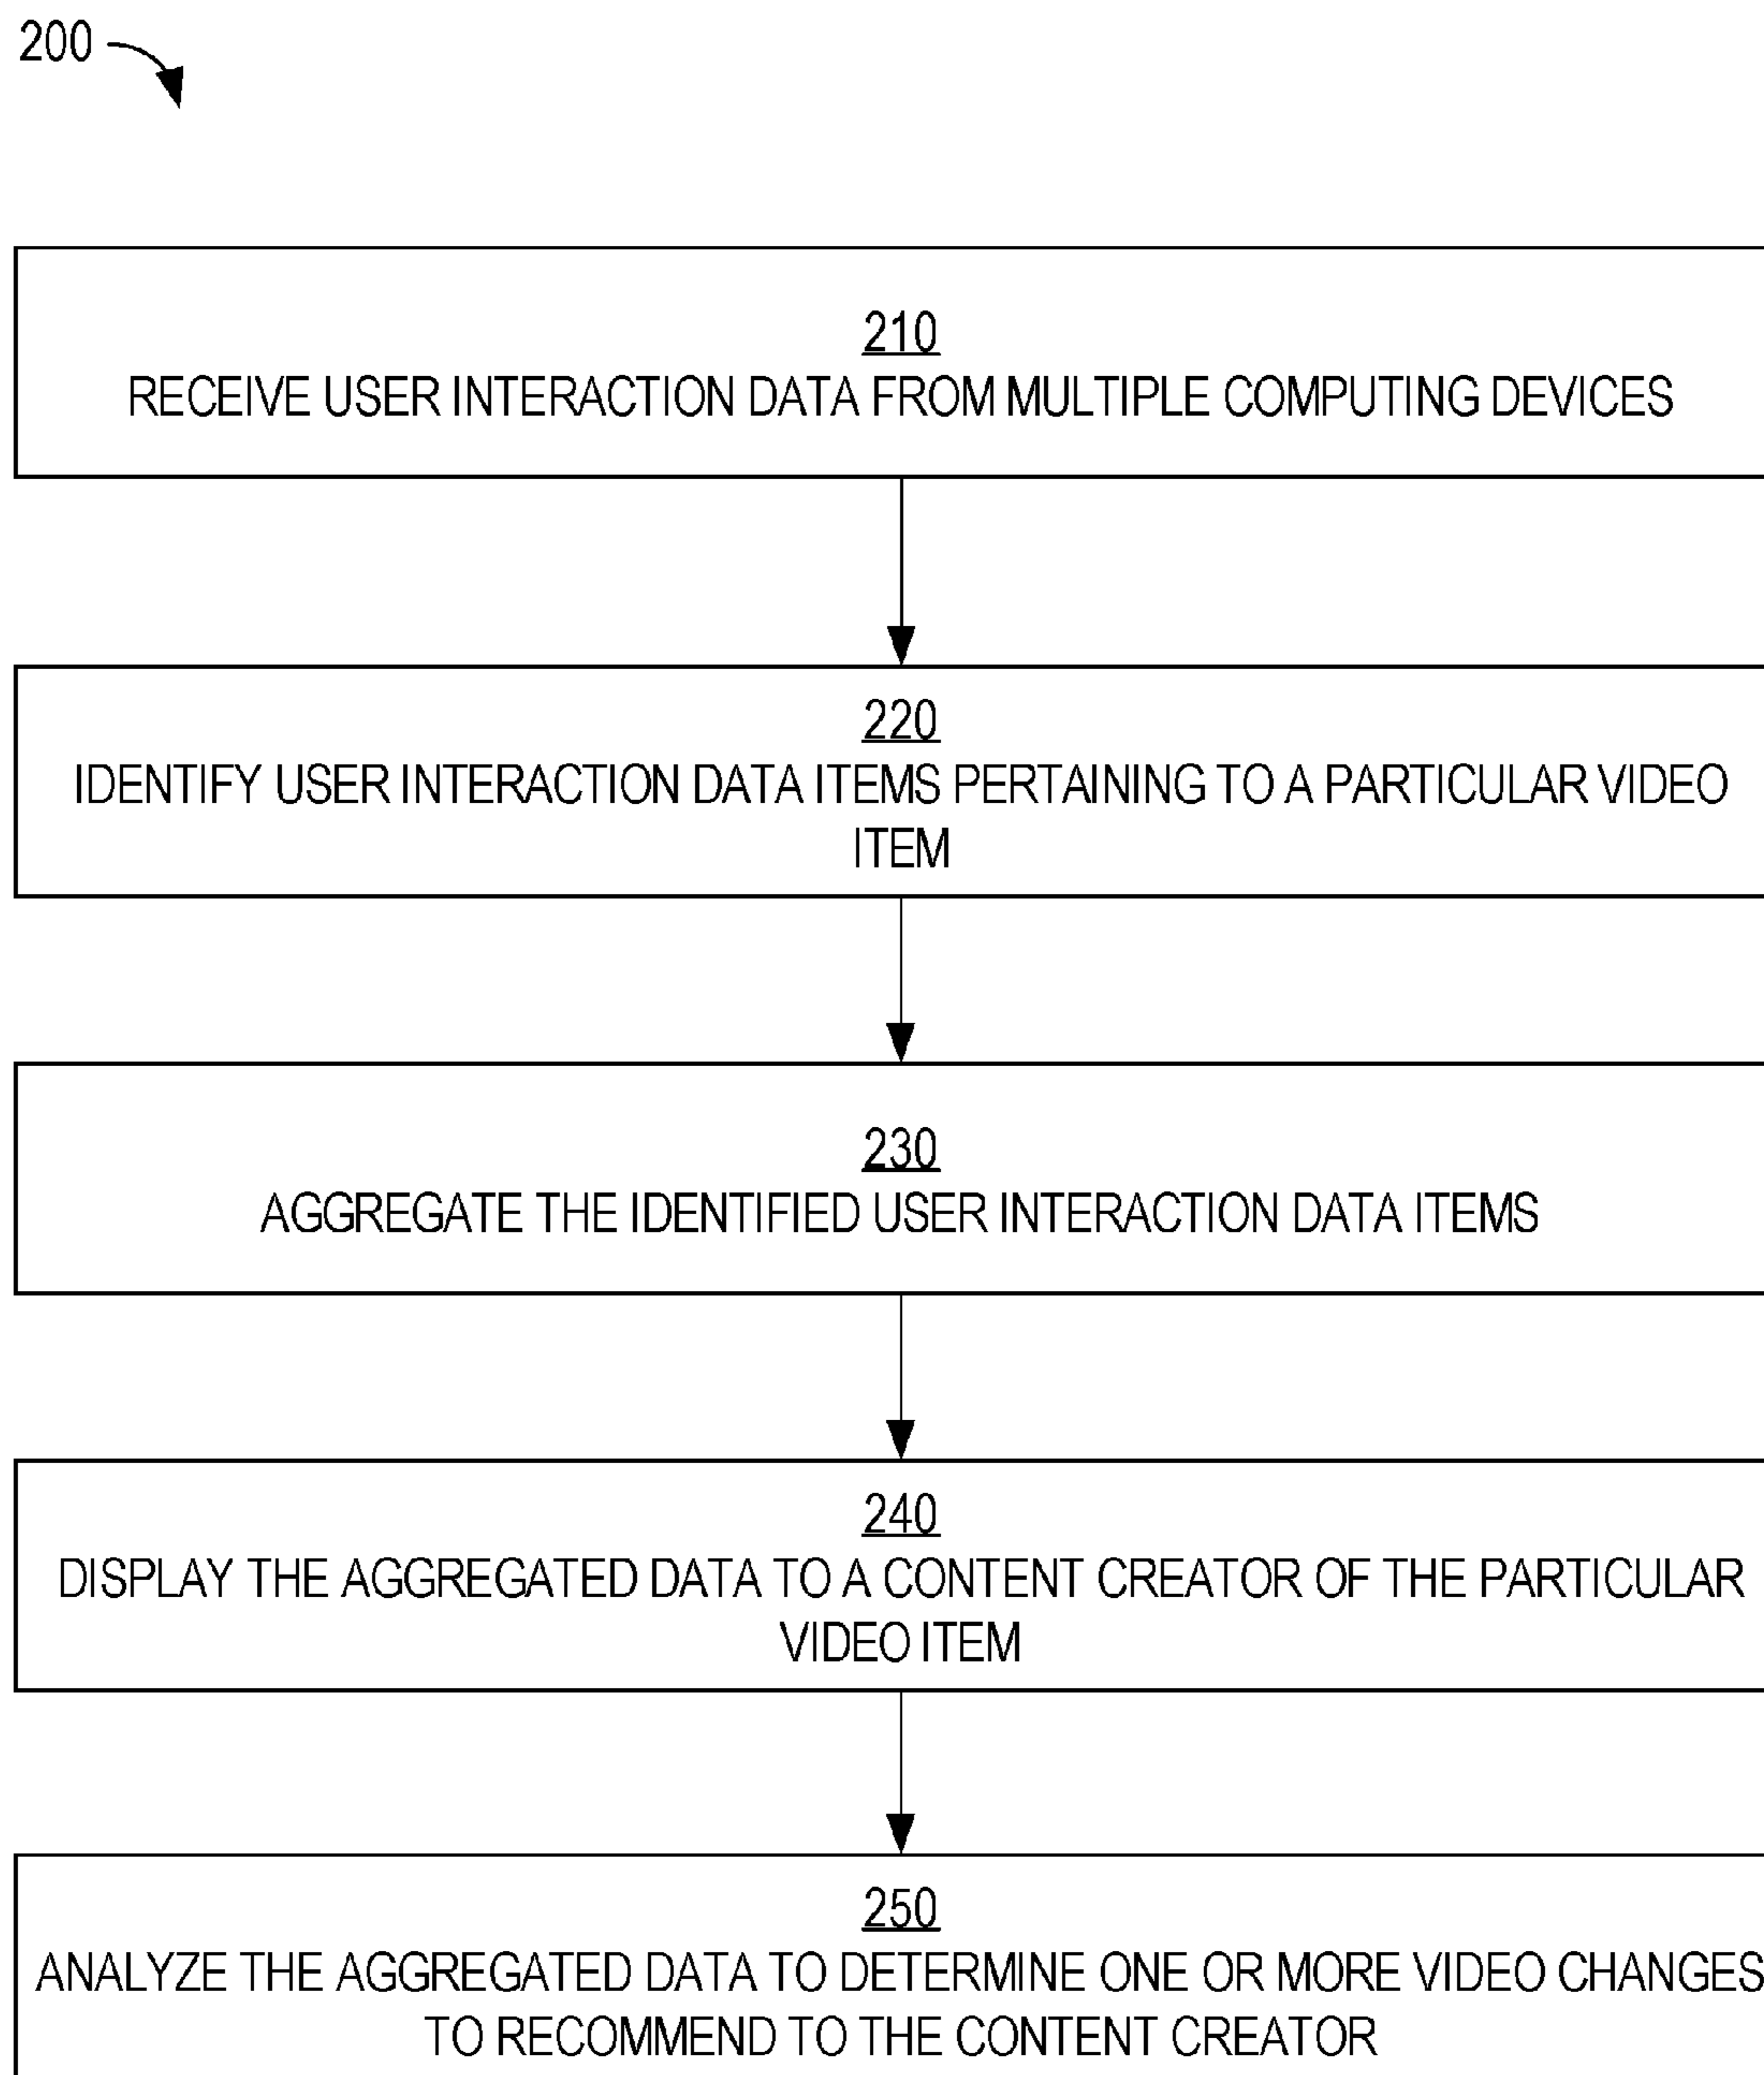 200
210
RECEIVE USER INTERACTION DATA FROM MULTIPLE COMPUTING DEVICES
220
IDENTIFY USER INTERACTION DATA ITEMS PERTAINING TO A PARTICULAR VIDEO
ITEM
230
AGGREGATE THE IDENTIFIED USER INTERACTION DATA ITEMS
240
DISPLAY THE AGGREGATED DATA TO A CONTENT CREATOR OF THE PARTICULAR
VIDEO ITEM
250
ANALYZE THE AGGREGATED DATA TO DETERMINE ONE OR MORE VIDEO CHANGES
TO RECOMMEND TO THE CONTENT CREATOR